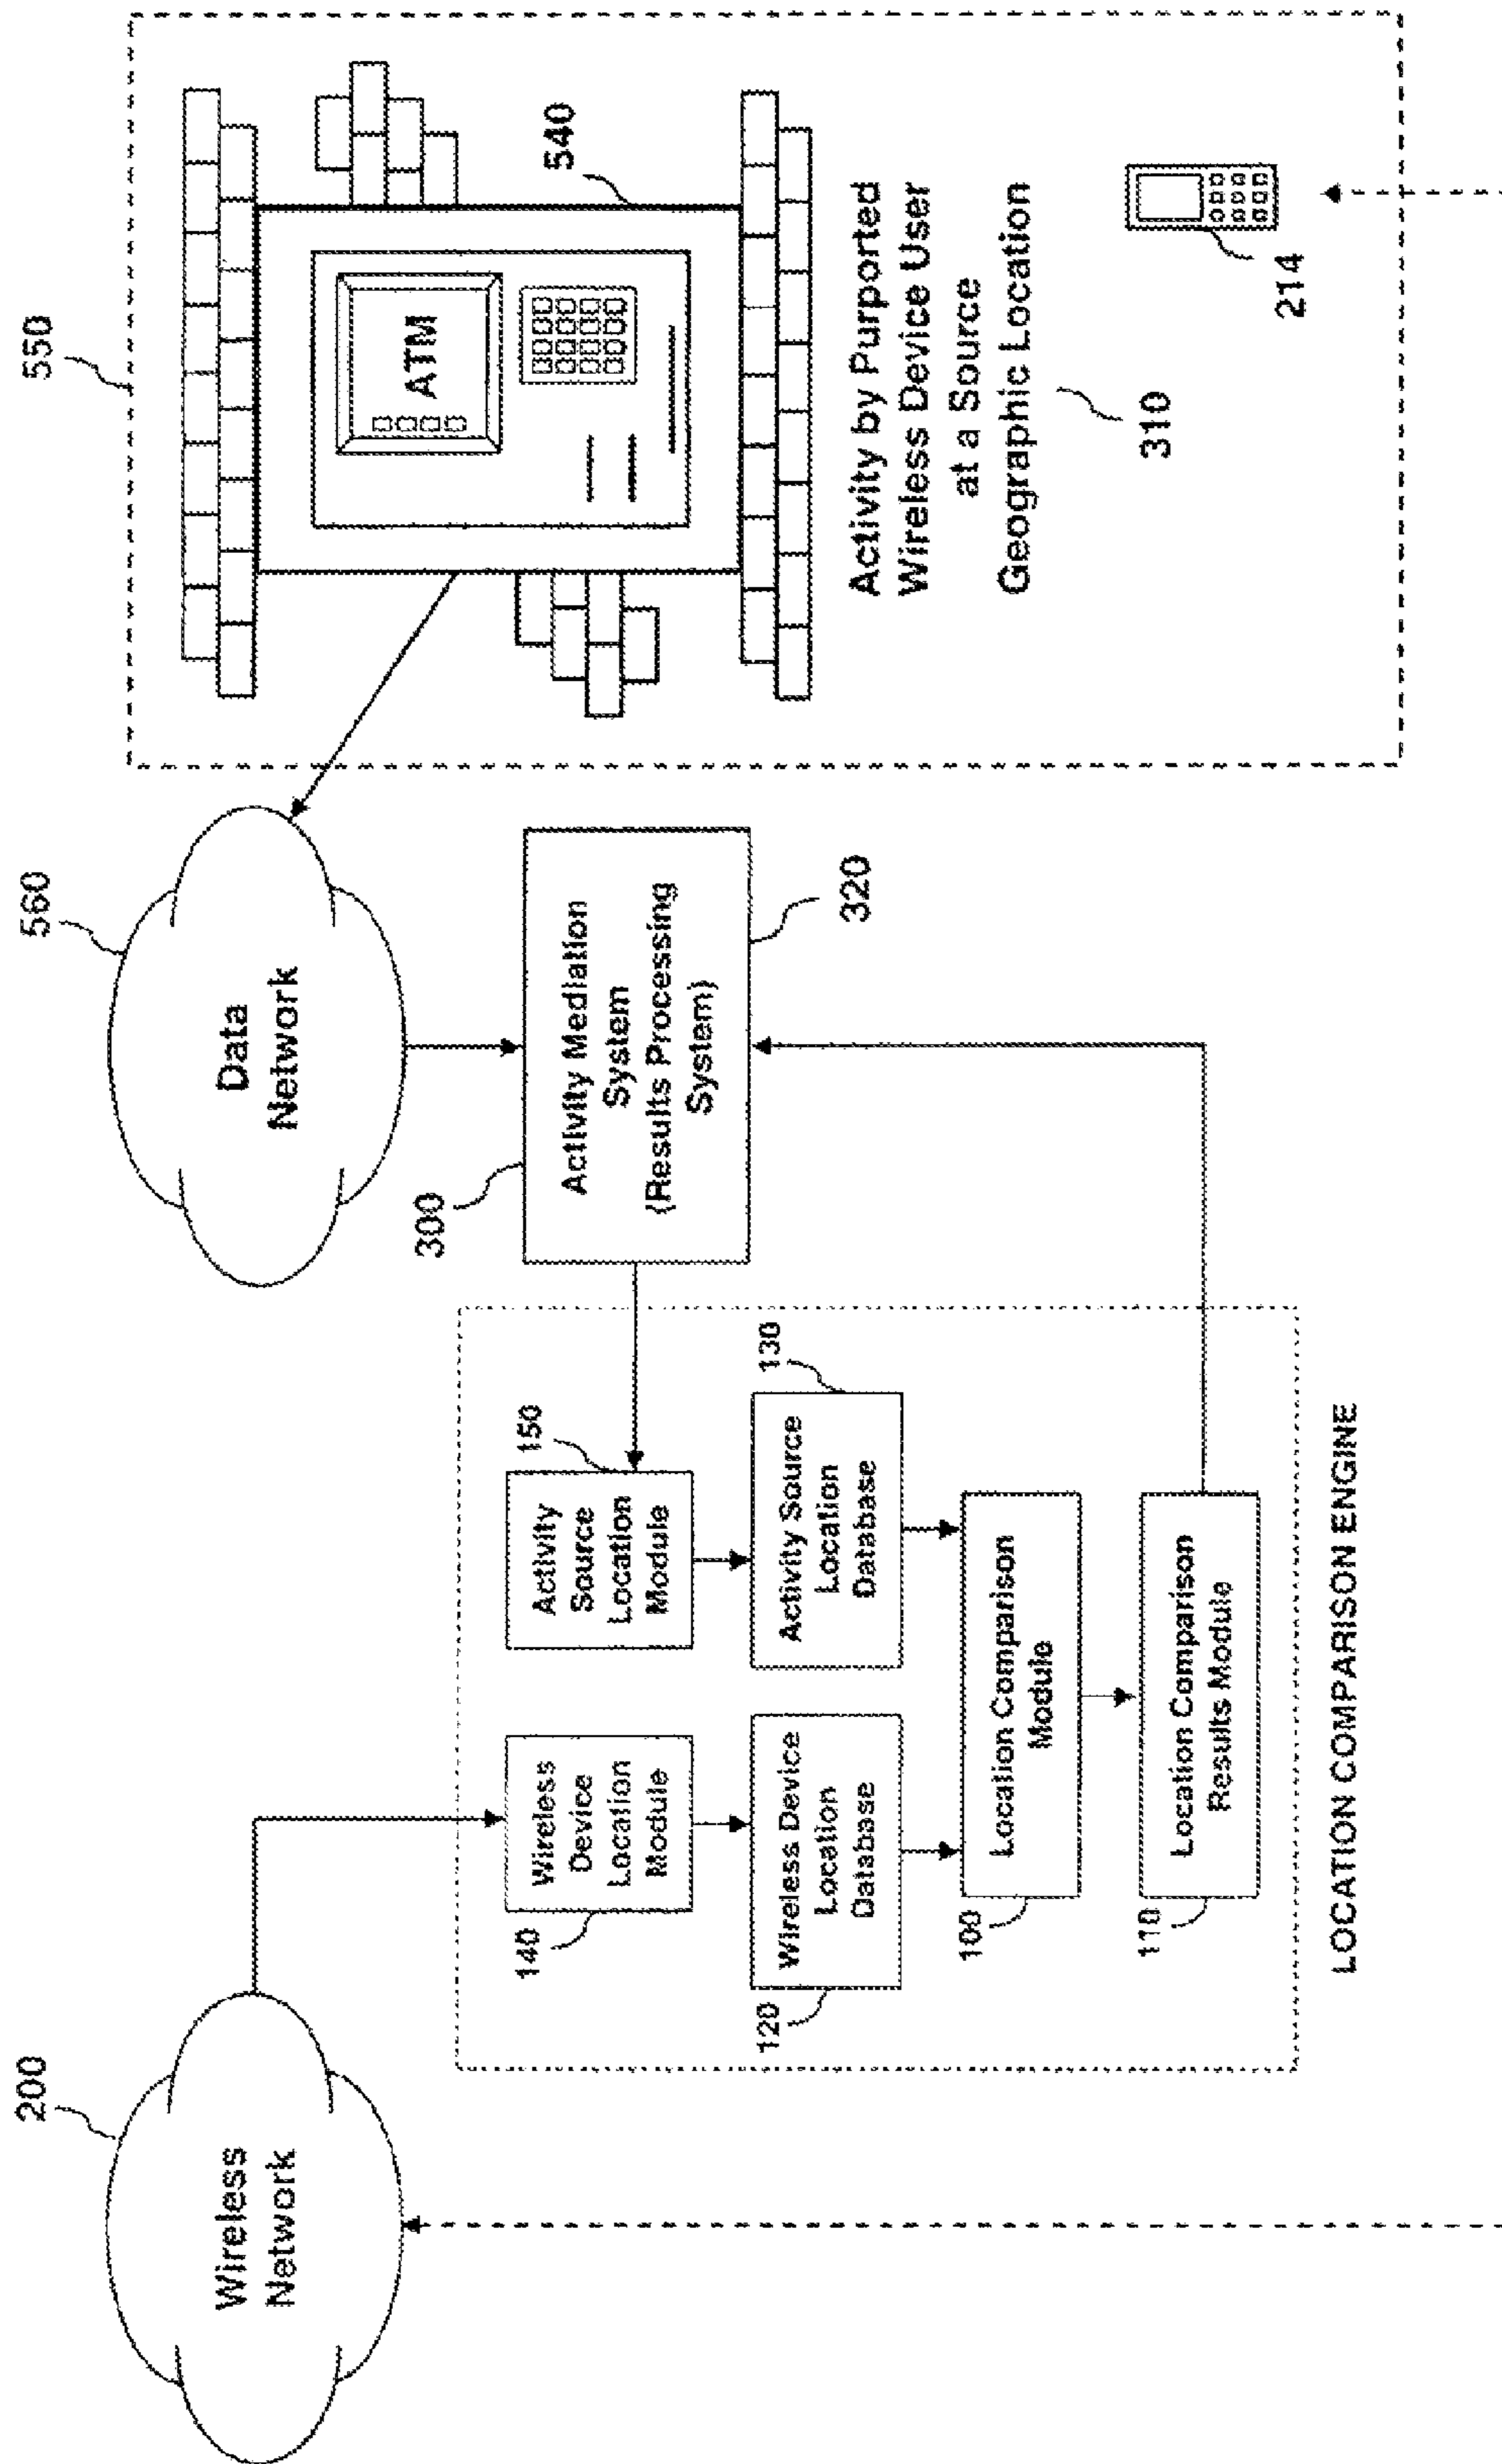 200
Wireless
Network
560
Data
Network
550
ATM
540
Activity by Purported
Wireless Device User
at a Source
Geographic Location
310
214
300
Activity Mediation
System
(Results Processing
System)
320
140
Wireless
Device
Location
Module
150
Activity
Source
Location
Module
120
Wireless Device
Location
Database
130
Activity Source
Location
Database
100
Location Comparison
Module
110
Location Comparison
Results Module
LOCATION COMPARISON ENGINE